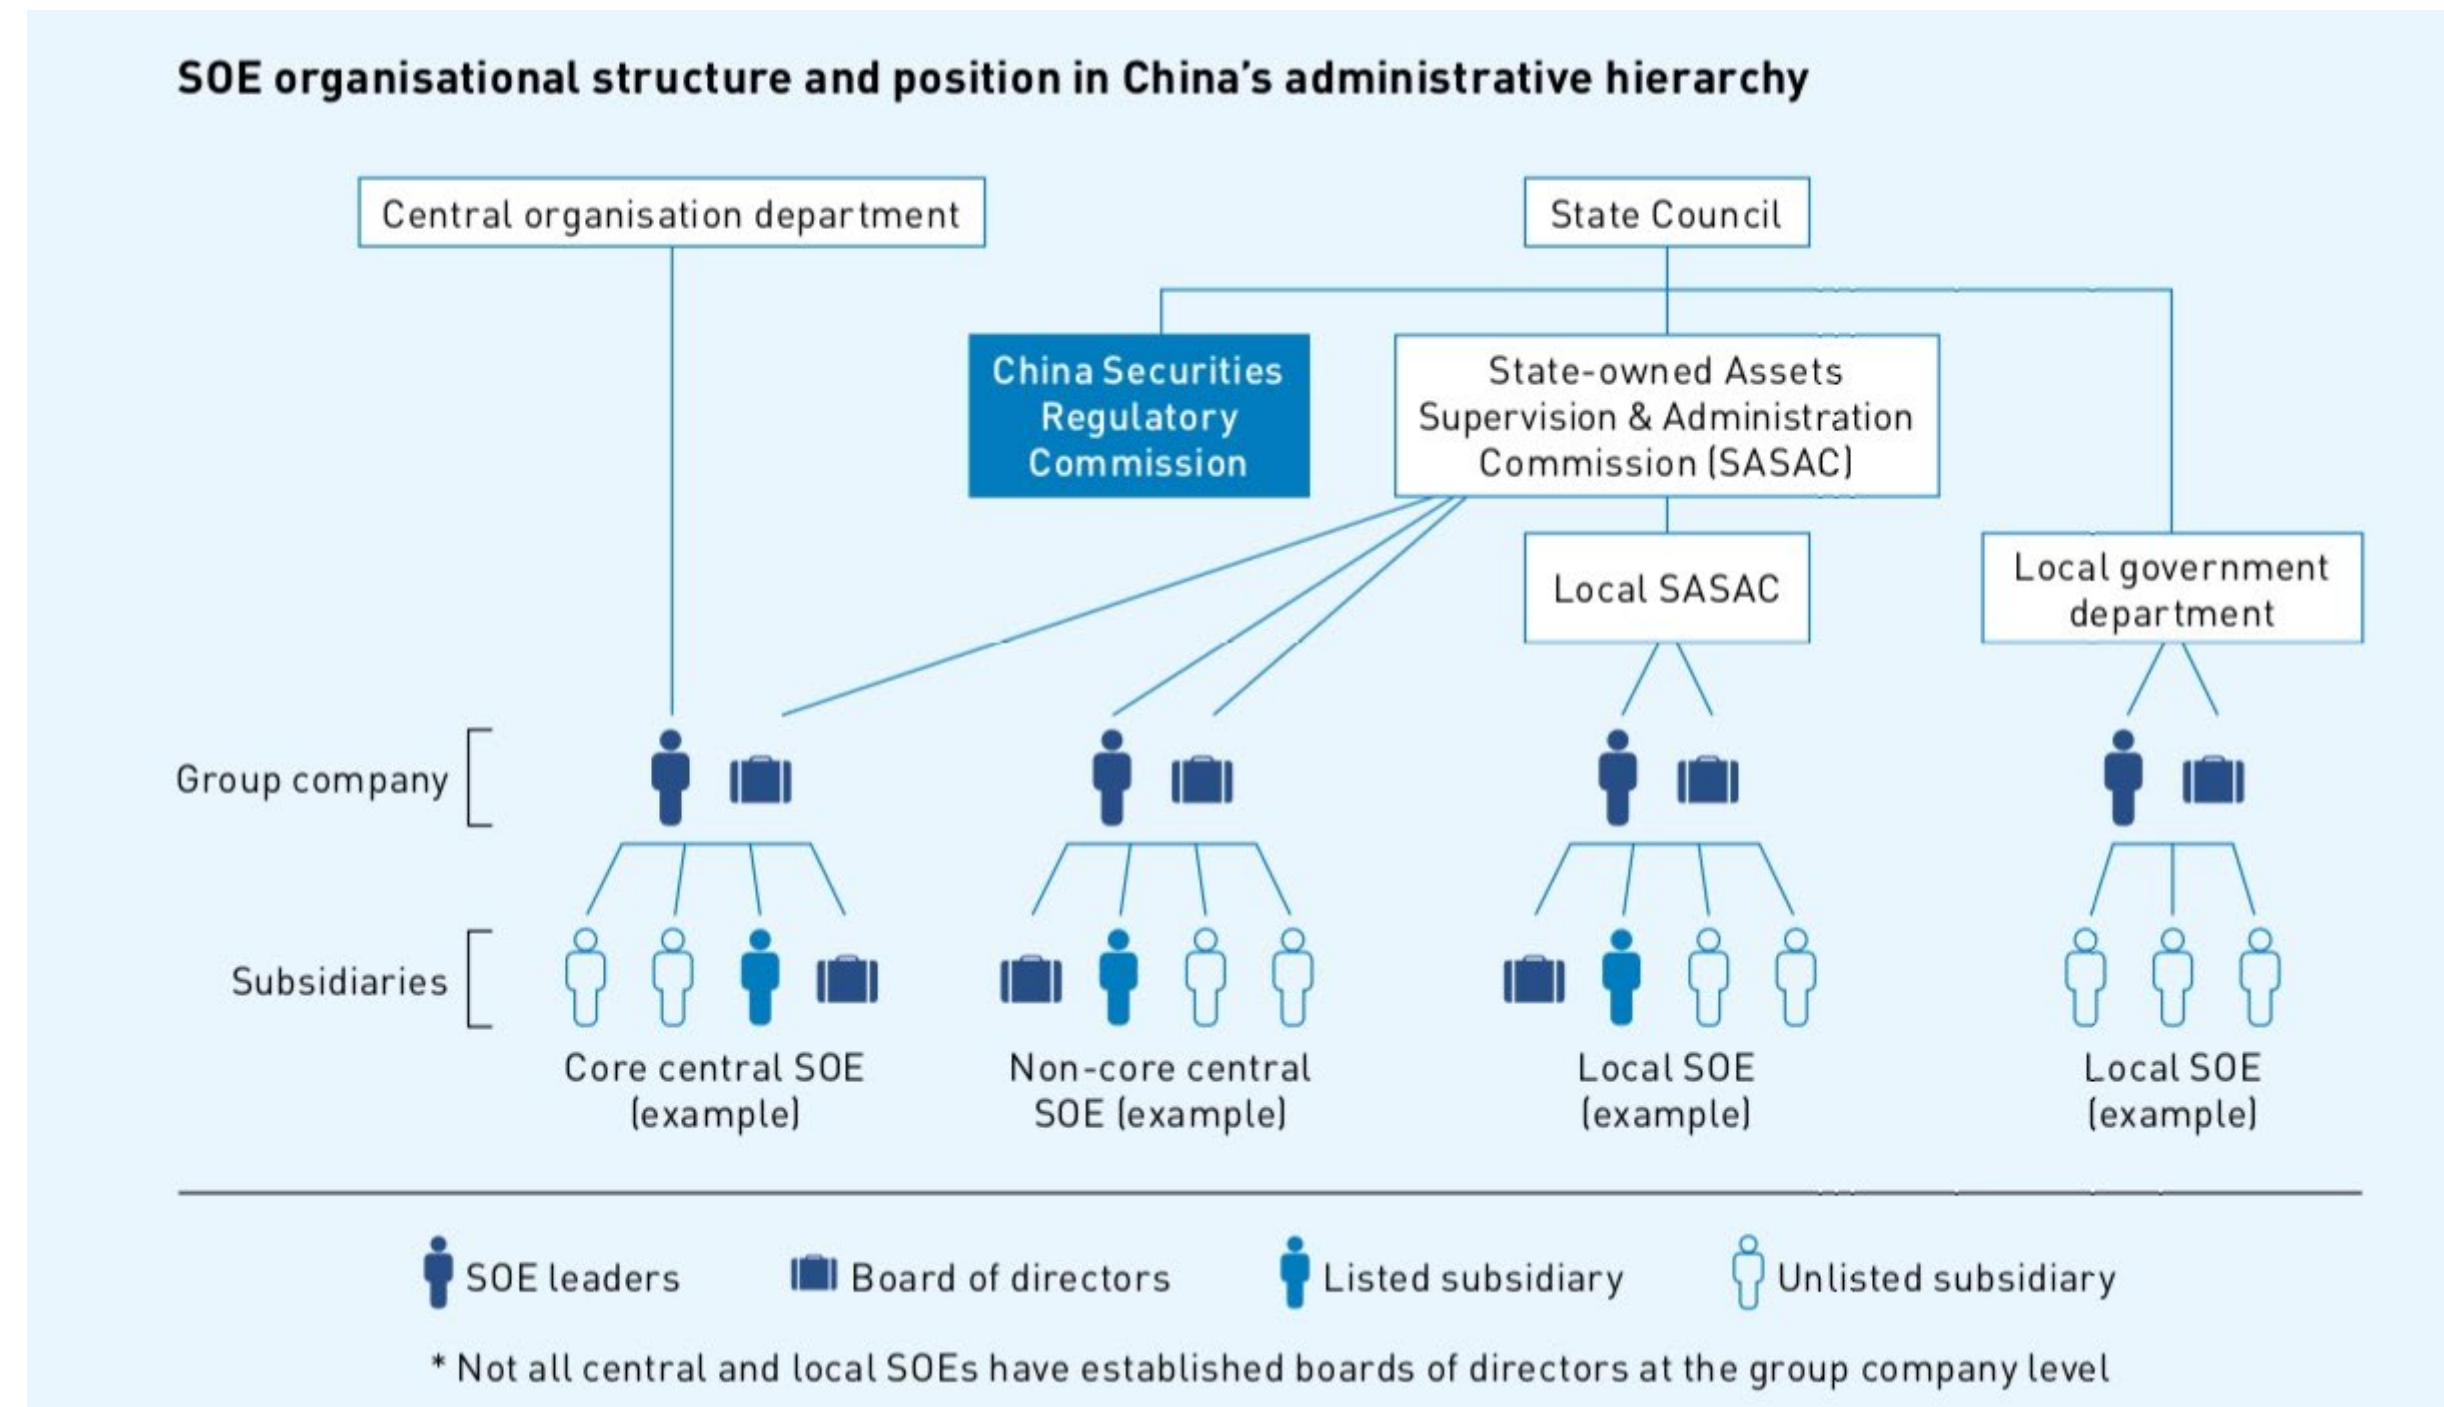 SOE organisational structure and position in China's administrative hierarchy
Central organisation department
State Council
China Securities
Regulatory
Commission
State-owned Assets
Supervision & Administration
Commission (SASAC)
Local SASAC
Local government
department
Group company
Subsidiaries
Core central SOE
(example)
Non-core central
SOE (example)
Local SOE
(example)
Local SOE
(example)
SOE leaders
Board of directors
Listed subsidiary
Unlisted subsidiary
* Not all central and local SOEs have established boards of directors at the group company level